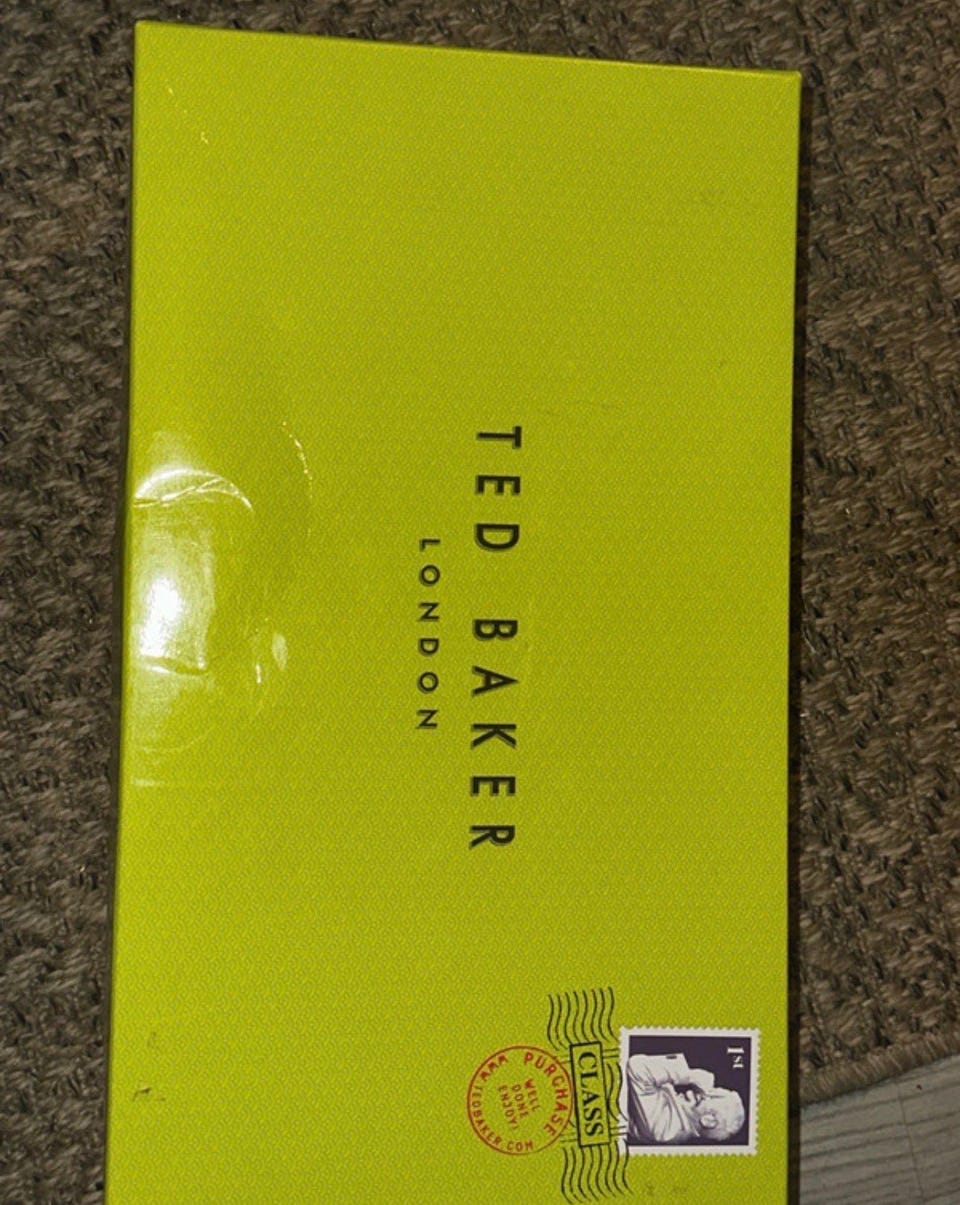 TED BAKER
LONDON
1st
CLASS
PURCHASE
WELL
DONE
ENJOY!
TEDBAKER.COM